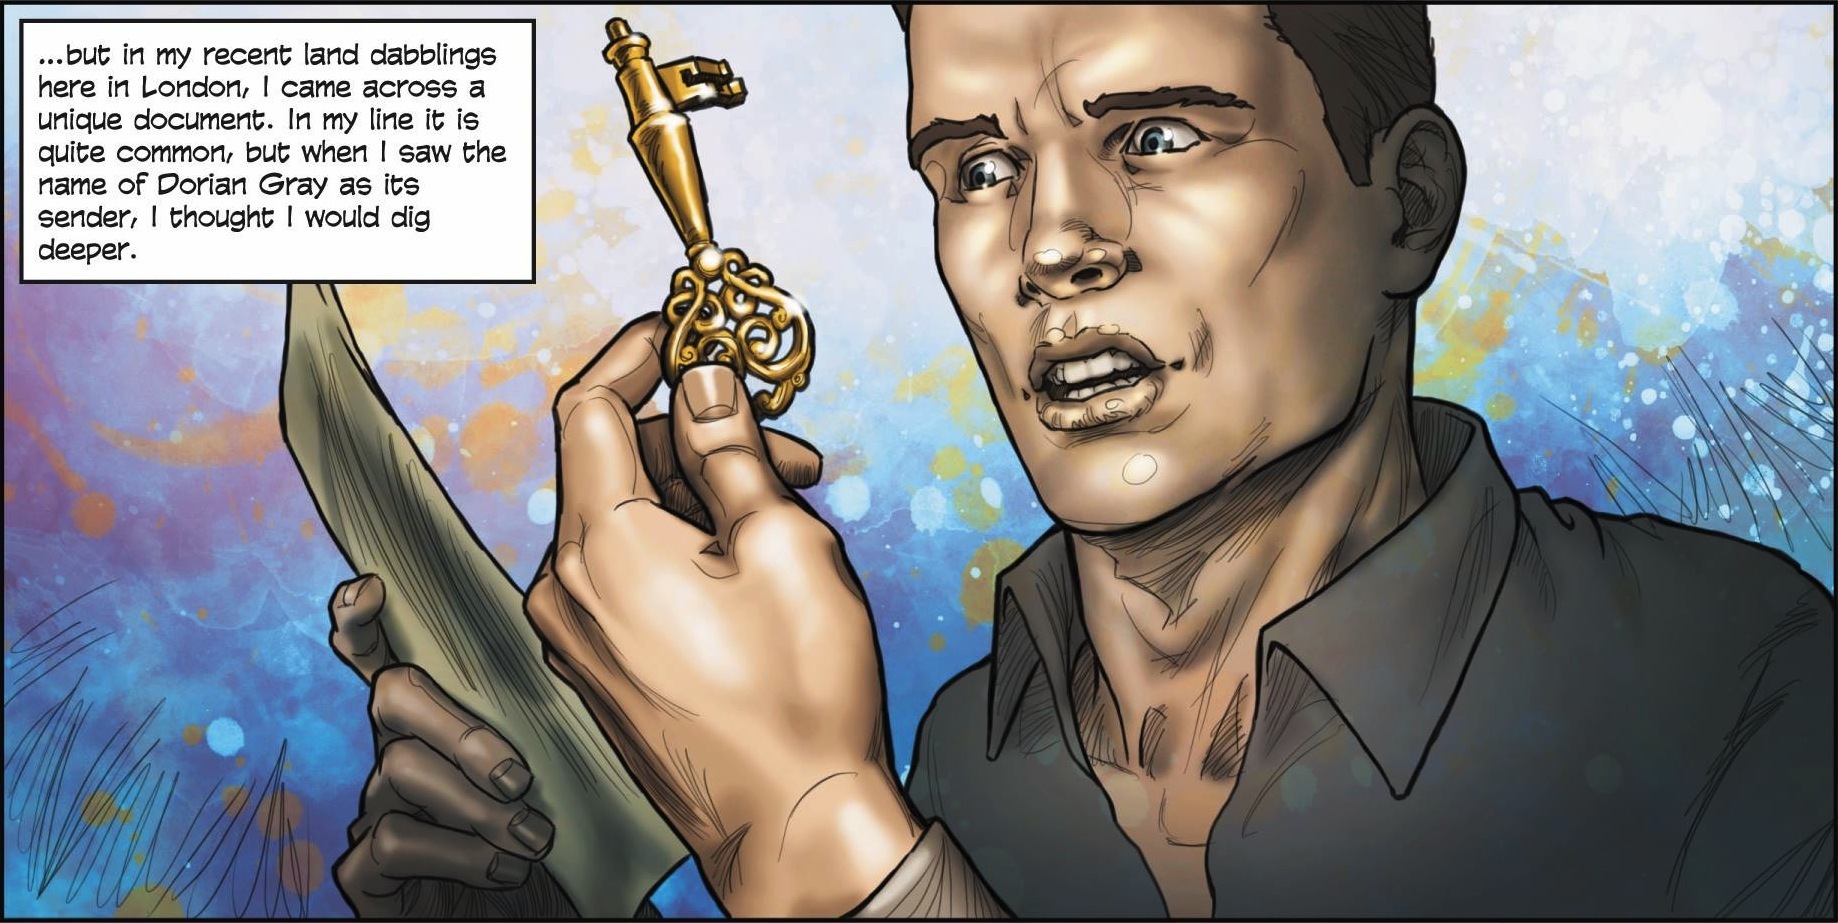 ...but in my recent land dabblings
here in London, I came across a
unique document. In my line it is
quite common, but when I saw the
name of Dorian Gray as its
sender, I thought I would dig
deeper.